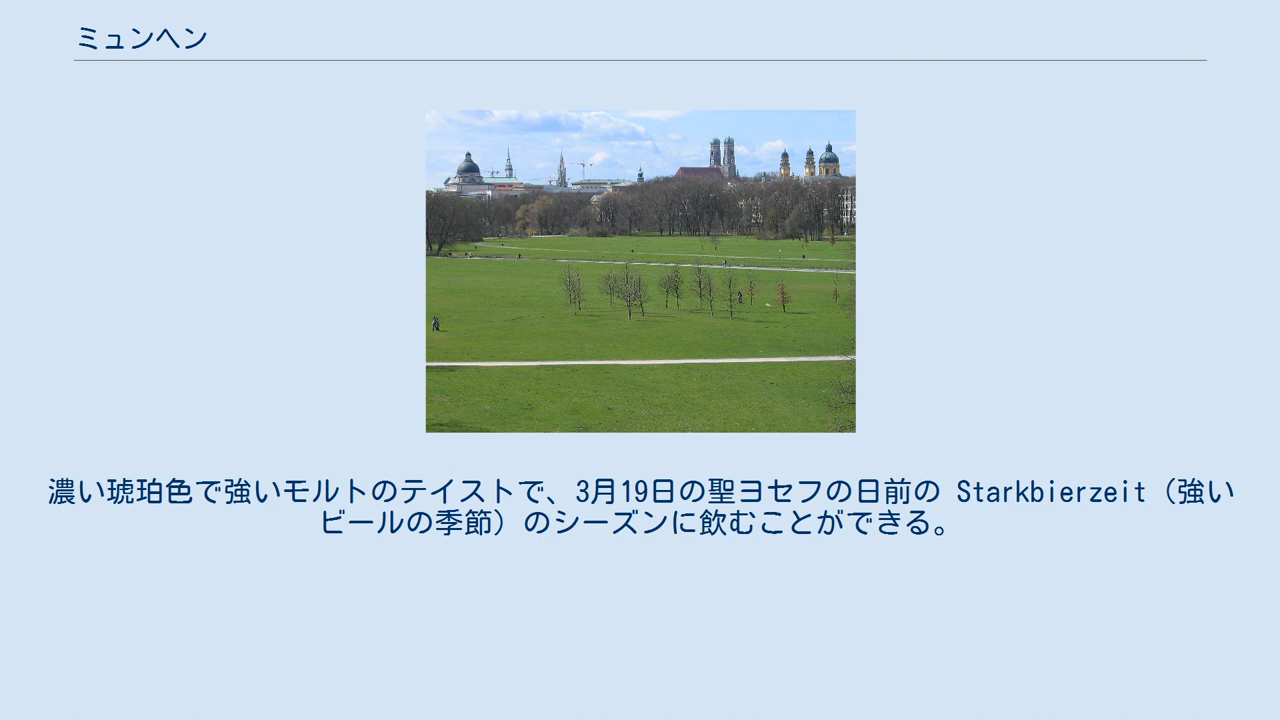 ミュンヘン
濃い琥珀色で強いモルトのテイストで、3月19日の聖ヨセフの日前の Starkbierzeit（強い
ビールの季節）のシーズンに飲むことができる。